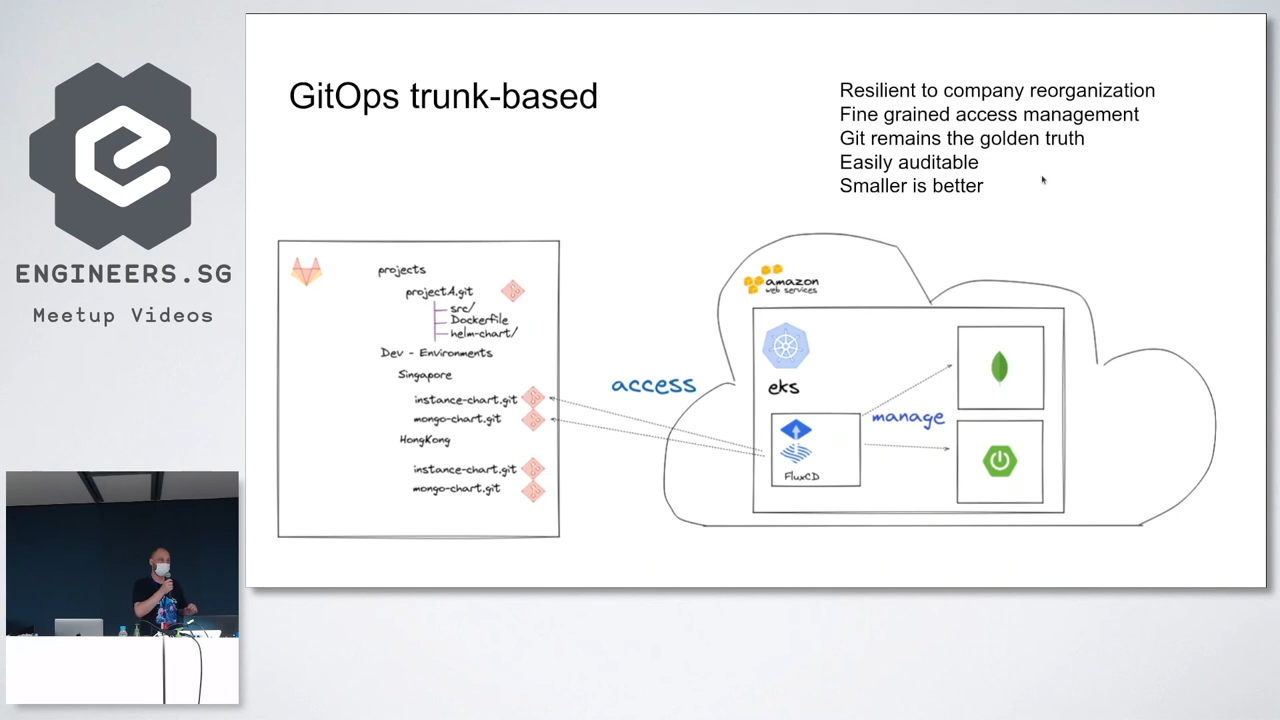 ENGINEERS.SG
Meetup Videos
GitOps trunk-based
Resilient to company reorganization
Fine grained access management
Git remains the golden truth
Easily auditable
Smaller is better
projects
projectA.git
src/
Dockerfile
helm-chart/
Dev - Environments
Singapore
instance-chart.git
mongo-chart.git
HongKong
instance-chart.git
mongo-chart.git
access
amazon
web services
eks
manage
FluxCD